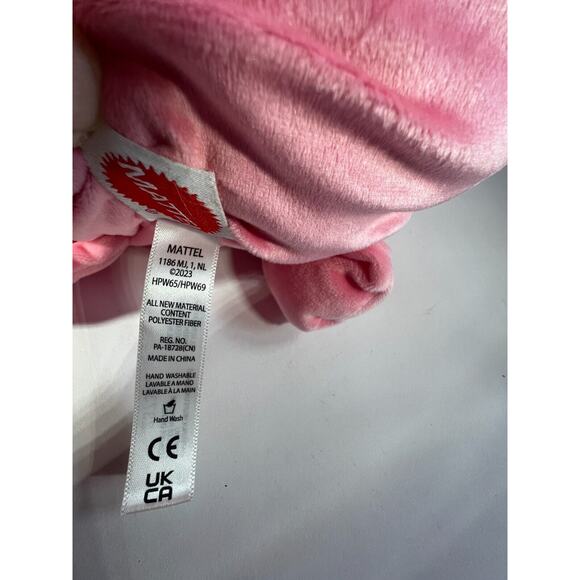 MATTEL
MATTEL
1186 MJ, 1, NL
©2023
HPW65/HPW69
ALL NEW MATERIAL
CONTENT
POLYESTER FIBER
REG. NO.
PA-18728(CN)
MADE IN CHINA
HAND WASHABLE
LAVABLE A MANO
LAVABLE À LA MAIN
Hand Wash
CE
UK
CA